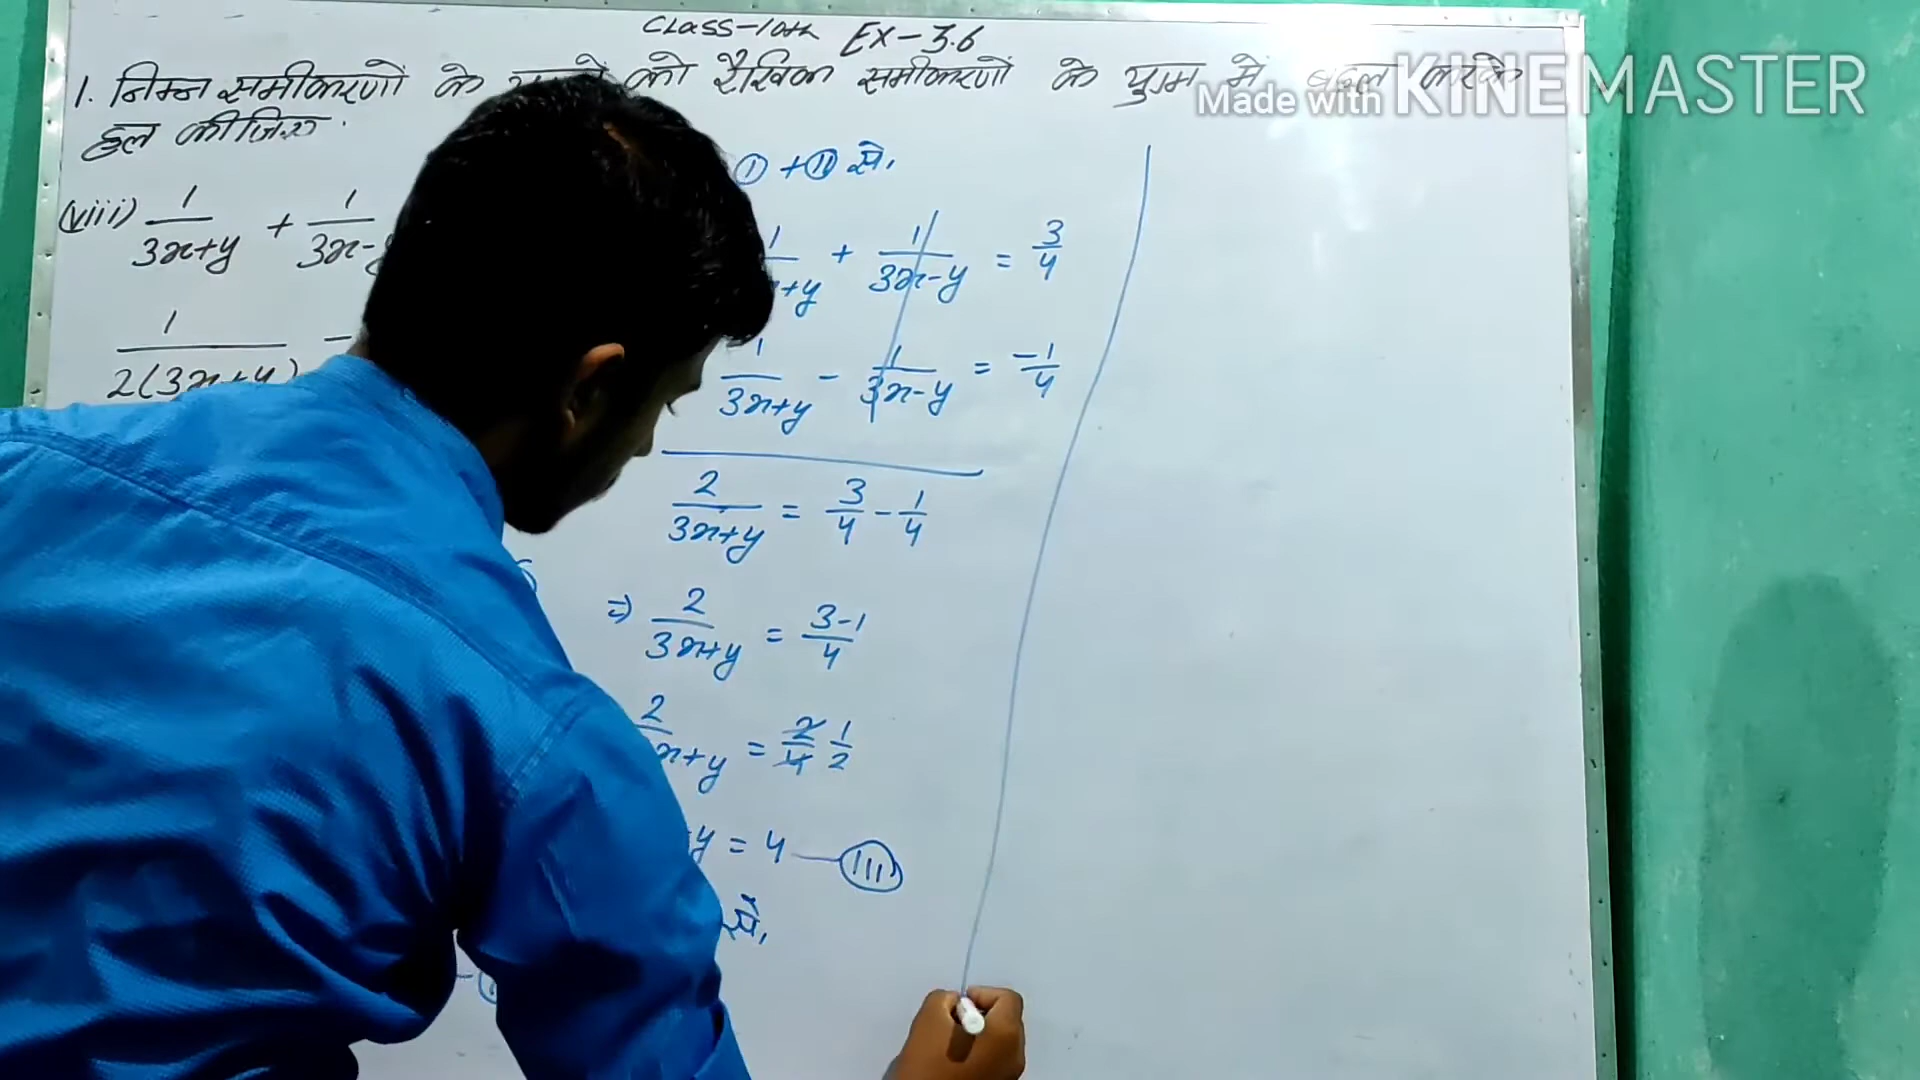 CLASS-10th EX-3.6
1. निम्न समीकरणों के को रैखिक समीकरणों के युग्म में बदल करके
हल कीजिए.
Made with KINEMASTER
(viii) 1/(3x+y) + 1/(3x-
1/(2(3x+y)) -
① + ② से,
1/ +y + 1/(3x-y) = 3/4
1/(3x+y) - 1/(3x-y) = -1/4
2/(3x+y) = 3/4 - 1/4
⇒ 2/(3x+y) = (3-1)/4
2/ x+y = 2/4 1/2
y = 4 — (III)
से,